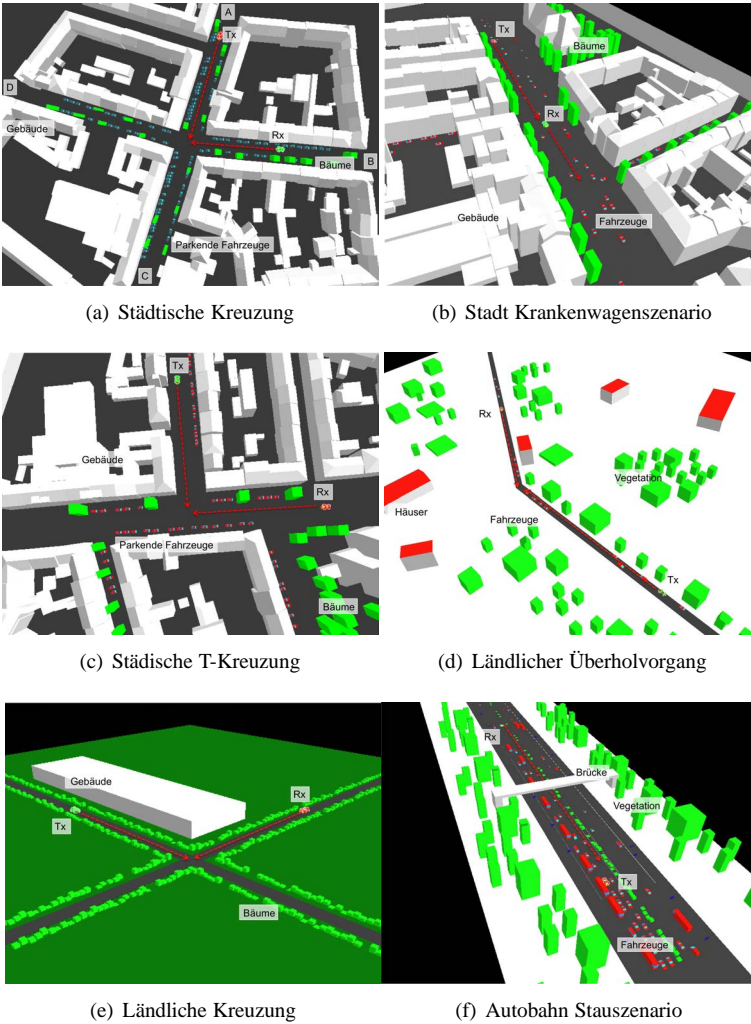 A
Tx
D
Gebäude
Rx
Bäume
B
Parkende Fahrzeuge
C
(a) Städtische Kreuzung
Tx
Bäume
Rx
Gebäude
Fahrzeuge
(b) Stadt Krankenwagenszenario
Tx
Gebäude
Rx
Parkende Fahrzeuge
Bäume
(c) Städische T-Kreuzung
Rx
Vegetation
Häuser
Fahrzeuge
Tx
(d) Ländlicher Überholvorgang
Gebäude
Rx
Tx
Bäume
(e) Ländliche Kreuzung
Rx
Brücke
Vegetation
Tx
Fahrzeuge
(f) Autobahn Stauszenario